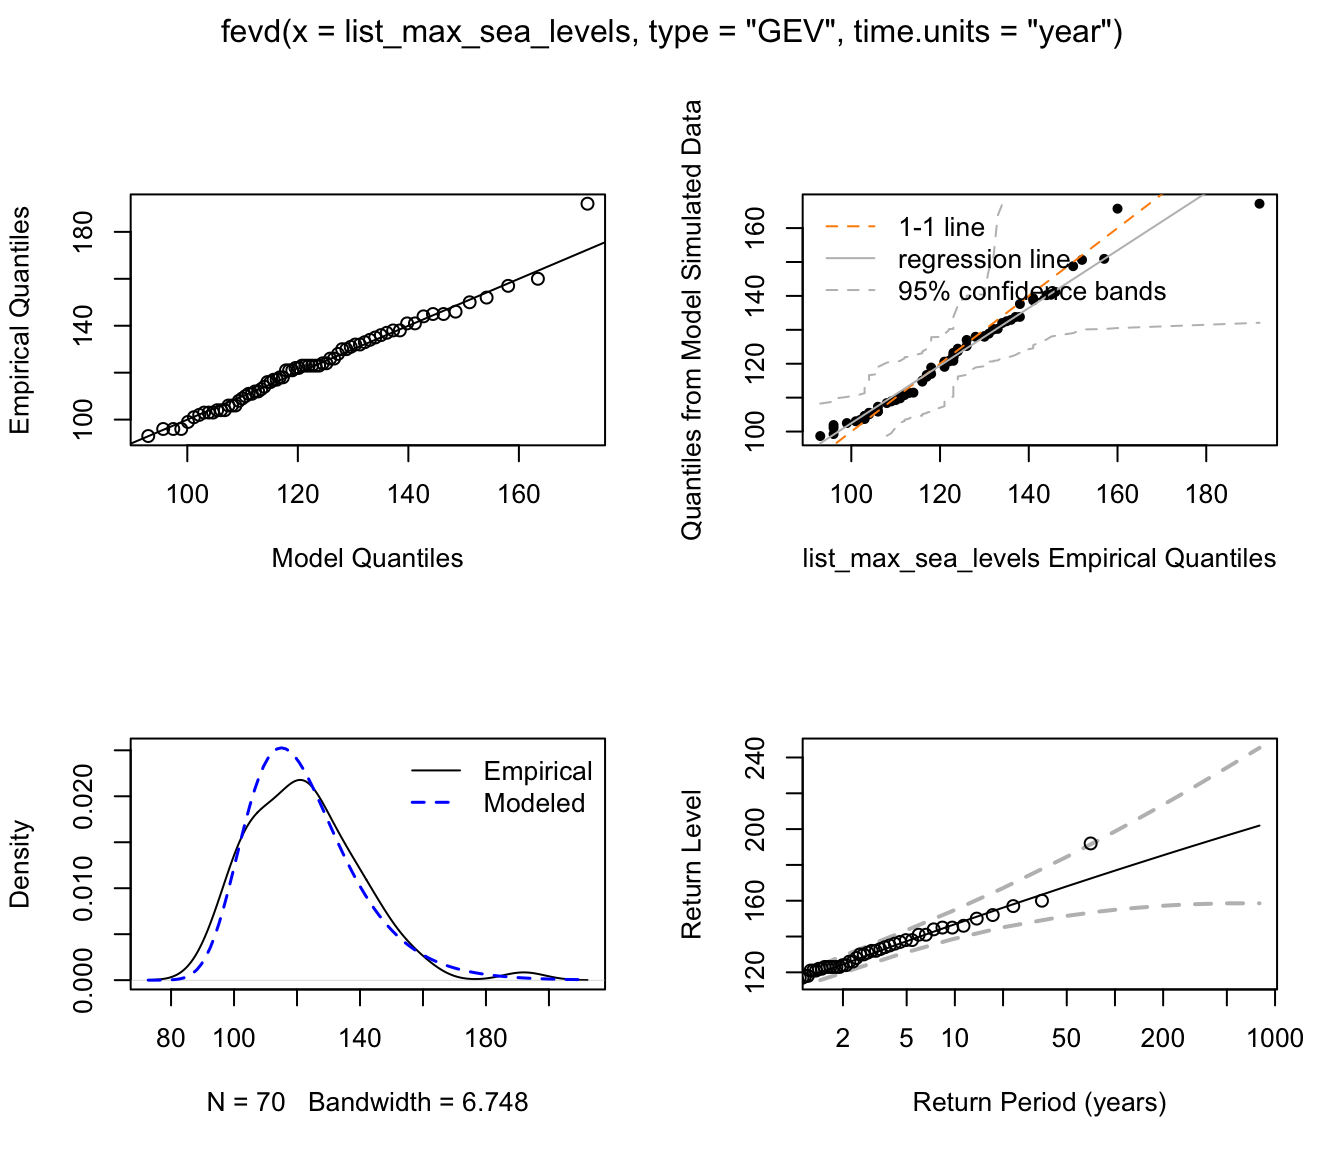 fevd(x = list_max_sea_levels, type = "GEV", time.units = "year")
Empirical Quantiles
100 140 180
100 120 140 160
Model Quantiles
Quantiles from Model Simulated Data
100 120 140 160
1-1 line
regression line
95% confidence bands
100 120 140 160 180
list_max_sea_levels Empirical Quantiles
Density
0.000 0.010 0.020
Empirical
Modeled
80 100 140 180
N = 70 Bandwidth = 6.748
Return Level
120 160 200 240
2 5 10 50 200 1000
Return Period (years)